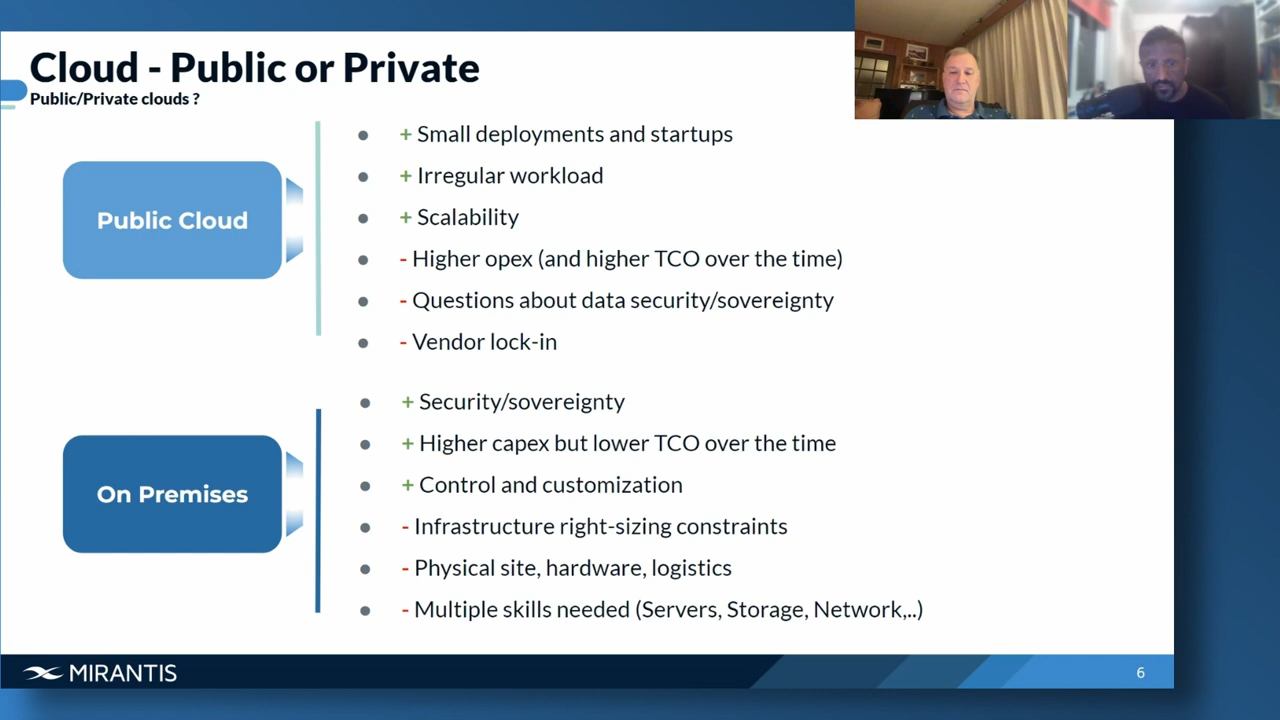 Cloud - Public or Private
Public/Private clouds ?
Public Cloud
+ Small deployments and startups
+ Irregular workload
+ Scalability
- Higher opex (and higher TCO over the time)
- Questions about data security/sovereignty
- Vendor lock-in
On Premises
+ Security/sovereignty
+ Higher capex but lower TCO over the time
+ Control and customization
- Infrastructure right-sizing constraints
- Physical site, hardware, logistics
- Multiple skills needed (Servers, Storage, Network,..)
MIRANTIS
6